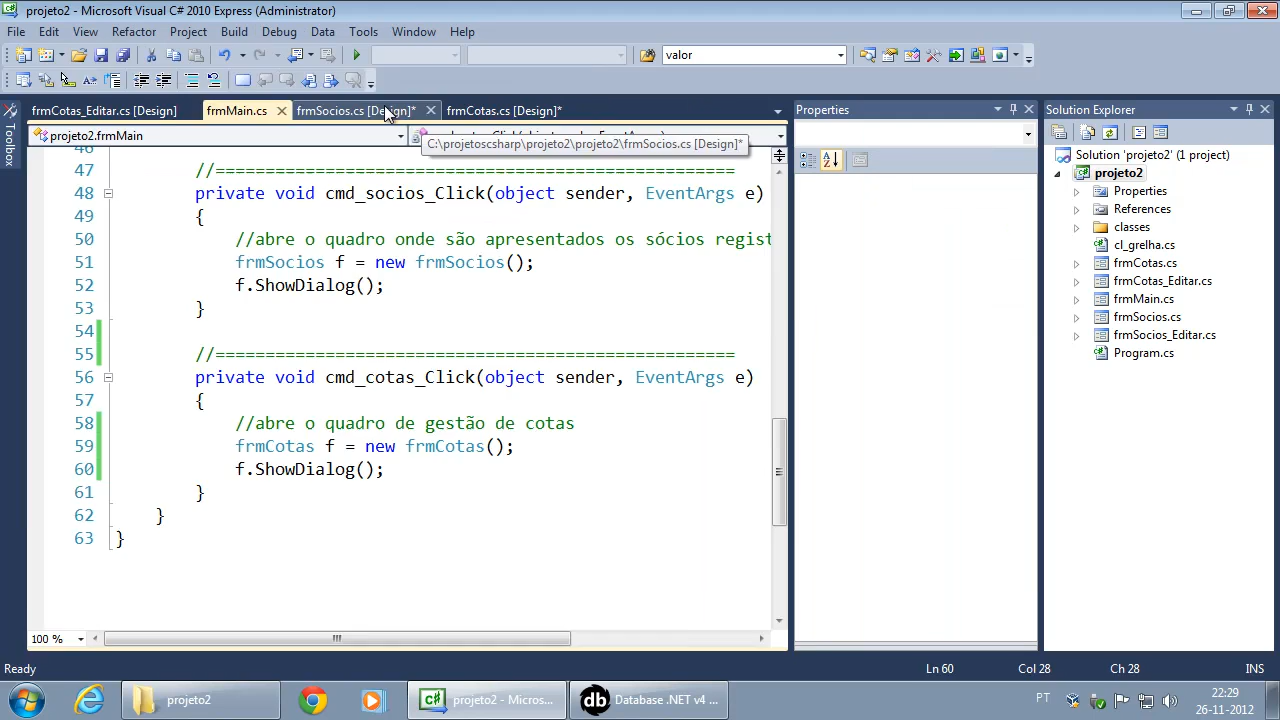 projeto2 - Microsoft Visual C# 2010 Express (Administrator)
File Edit View Refactor Project Build Debug Data Tools Window Help
valor
frmCotas_Editar.cs [Design] frmMain.cs frmSocios.cs [Design]* frmCotas.cs [Design]*
projeto2.frmMain
C:\projetoscsharp\projeto2\projeto2\frmSocios.cs [Design]*
46
47 //====================================================
48 private void cmd_socios_Click(object sender, EventArgs e)
49 {
50 //abre o quadro onde são apresentados os sócios regist
51 frmSocios f = new frmSocios();
52 f.ShowDialog();
53 }
54
55 //====================================================
56 private void cmd_cotas_Click(object sender, EventArgs e)
57 {
58 //abre o quadro de gestão de cotas
59 frmCotas f = new frmCotas();
60 f.ShowDialog();
61 }
62 }
63 }
100 %
Toolbox
Properties
Solution Explorer
Solution 'projeto2' (1 project)
projeto2
Properties
References
classes
cl_grelha.cs
frmCotas.cs
frmCotas_Editar.cs
frmMain.cs
frmSocios.cs
frmSocios_Editar.cs
Program.cs
Ready Ln 60 Col 28 Ch 28 INS
projeto2 projeto2 - Micros... Database .NET v4 ... PT 22:29
26-11-2012